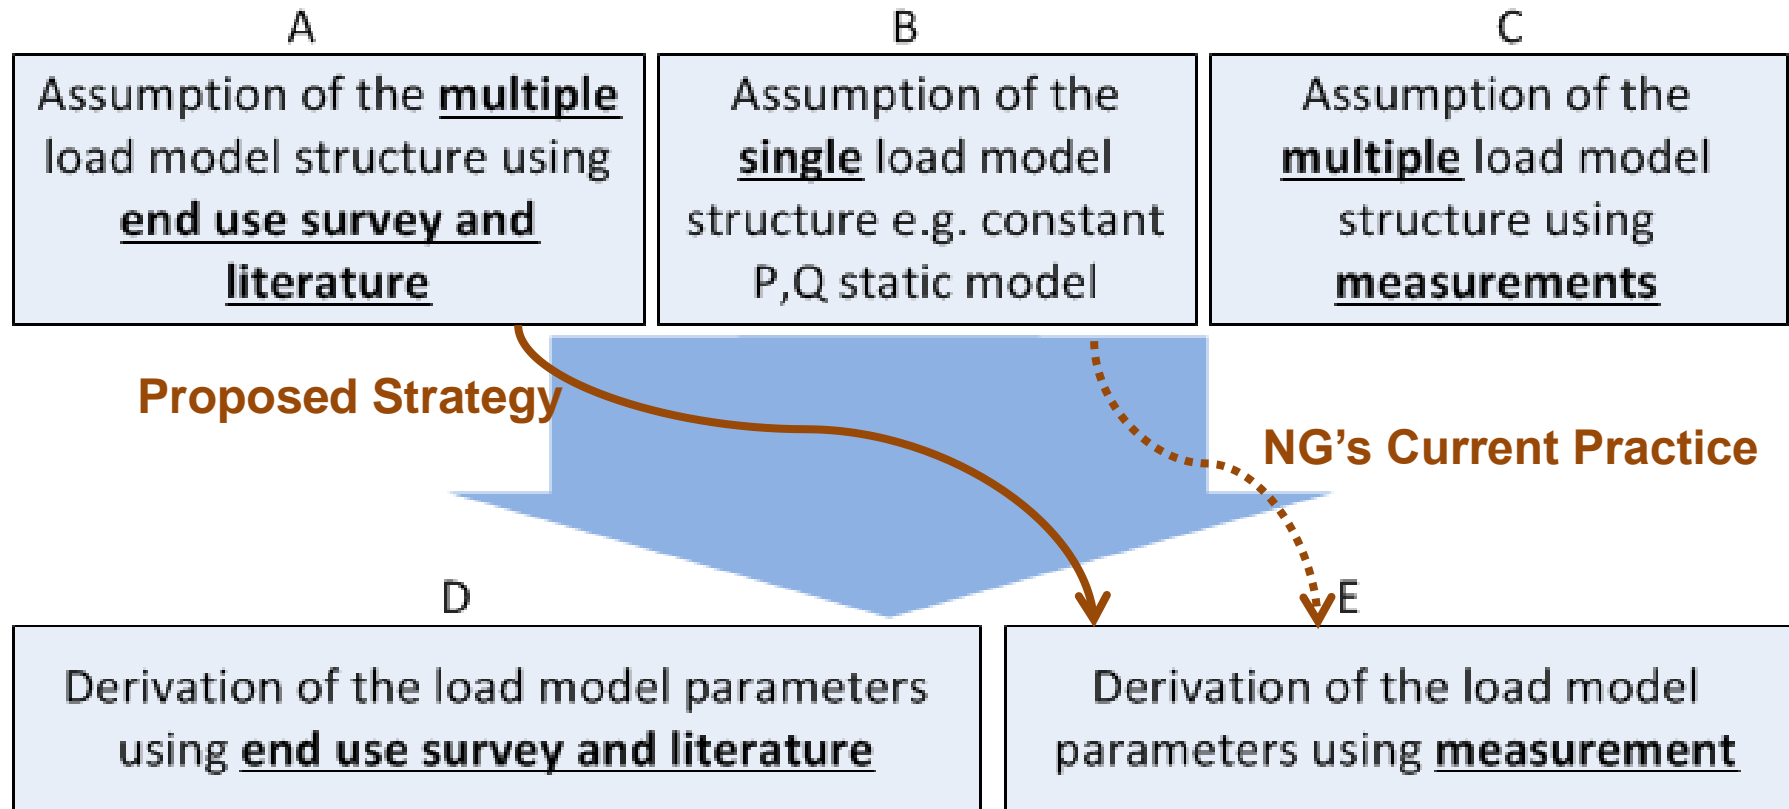 A
Assumption of the multiple
load model structure using
end use survey and
literature
B
Assumption of the
single load model
structure e.g. constant
P,Q static model
C
Assumption of the
multiple load model
structure using
measurements
Proposed Strategy
NG’s Current Practice
D
Derivation of the load model parameters
using end use survey and literature
E
Derivation of the load model
parameters using measurement